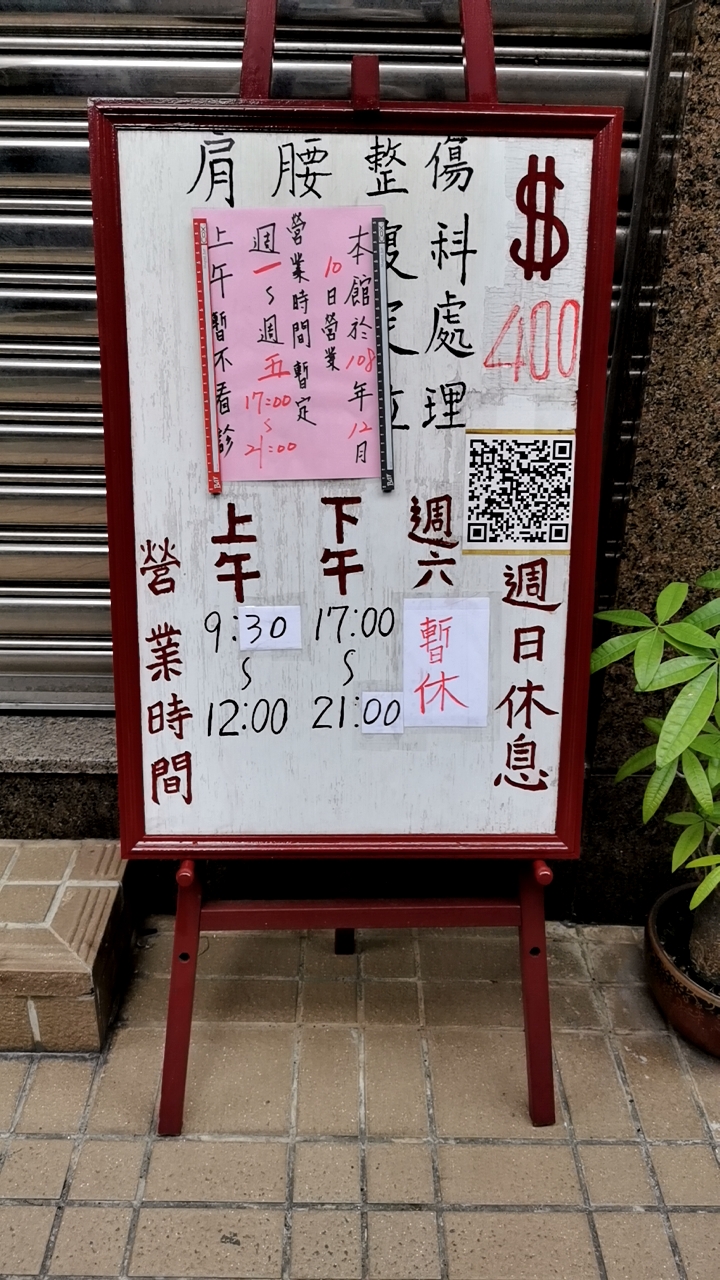 $
400
傷科處理
整復定位
腰
肩
本館於108年12月
10日營業
營業時間暫定
週一~週五
17:00
~
21:00
上午暫不看診
週日休息
週六
暫休
下午
17:00
~
21:00
上午
9:30
~
12:00
營業時間